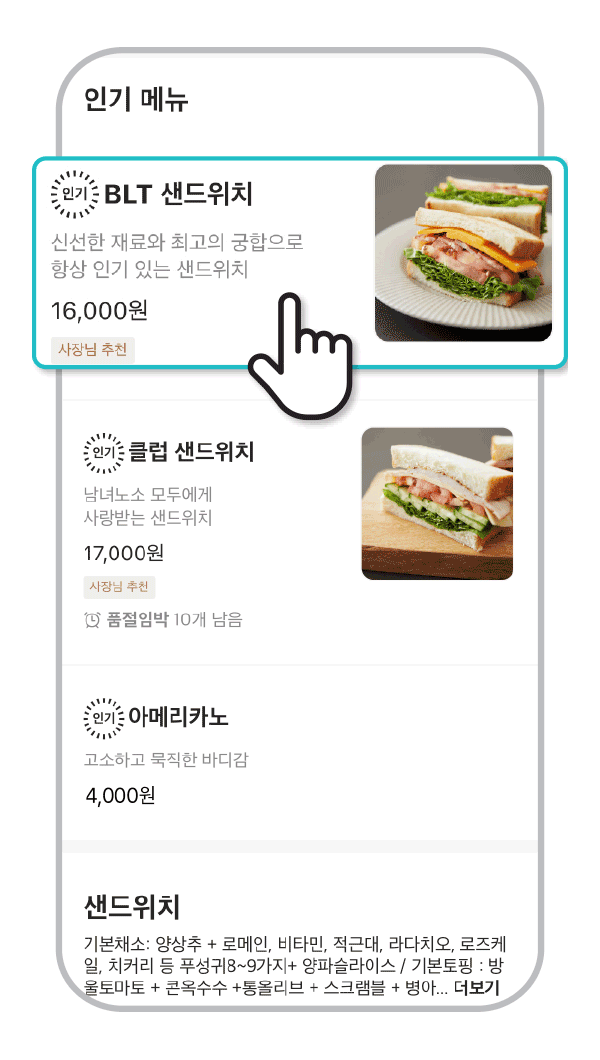 인기 메뉴
인기 BLT 샌드위치
신선한 재료와 최고의 궁합으로
항상 인기 있는 샌드위치
16,000원
사장님 추천
인기 클럽 샌드위치
남녀노소 모두에게
사랑받는 샌드위치
17,000원
사장님 추천
품절임박 10개 남음
인기 아메리카노
고소하고 묵직한 바디감
4,000원
샌드위치
기본채소: 양상추 + 로메인, 비타민, 적근대, 라다치오, 로즈케
일, 치커리 등 푸성귀8~9가지+ 양파슬라이스 / 기본토핑 : 방
울토마토 + 콘옥수수 +통올리브 + 스크램블 + 병아... 더보기